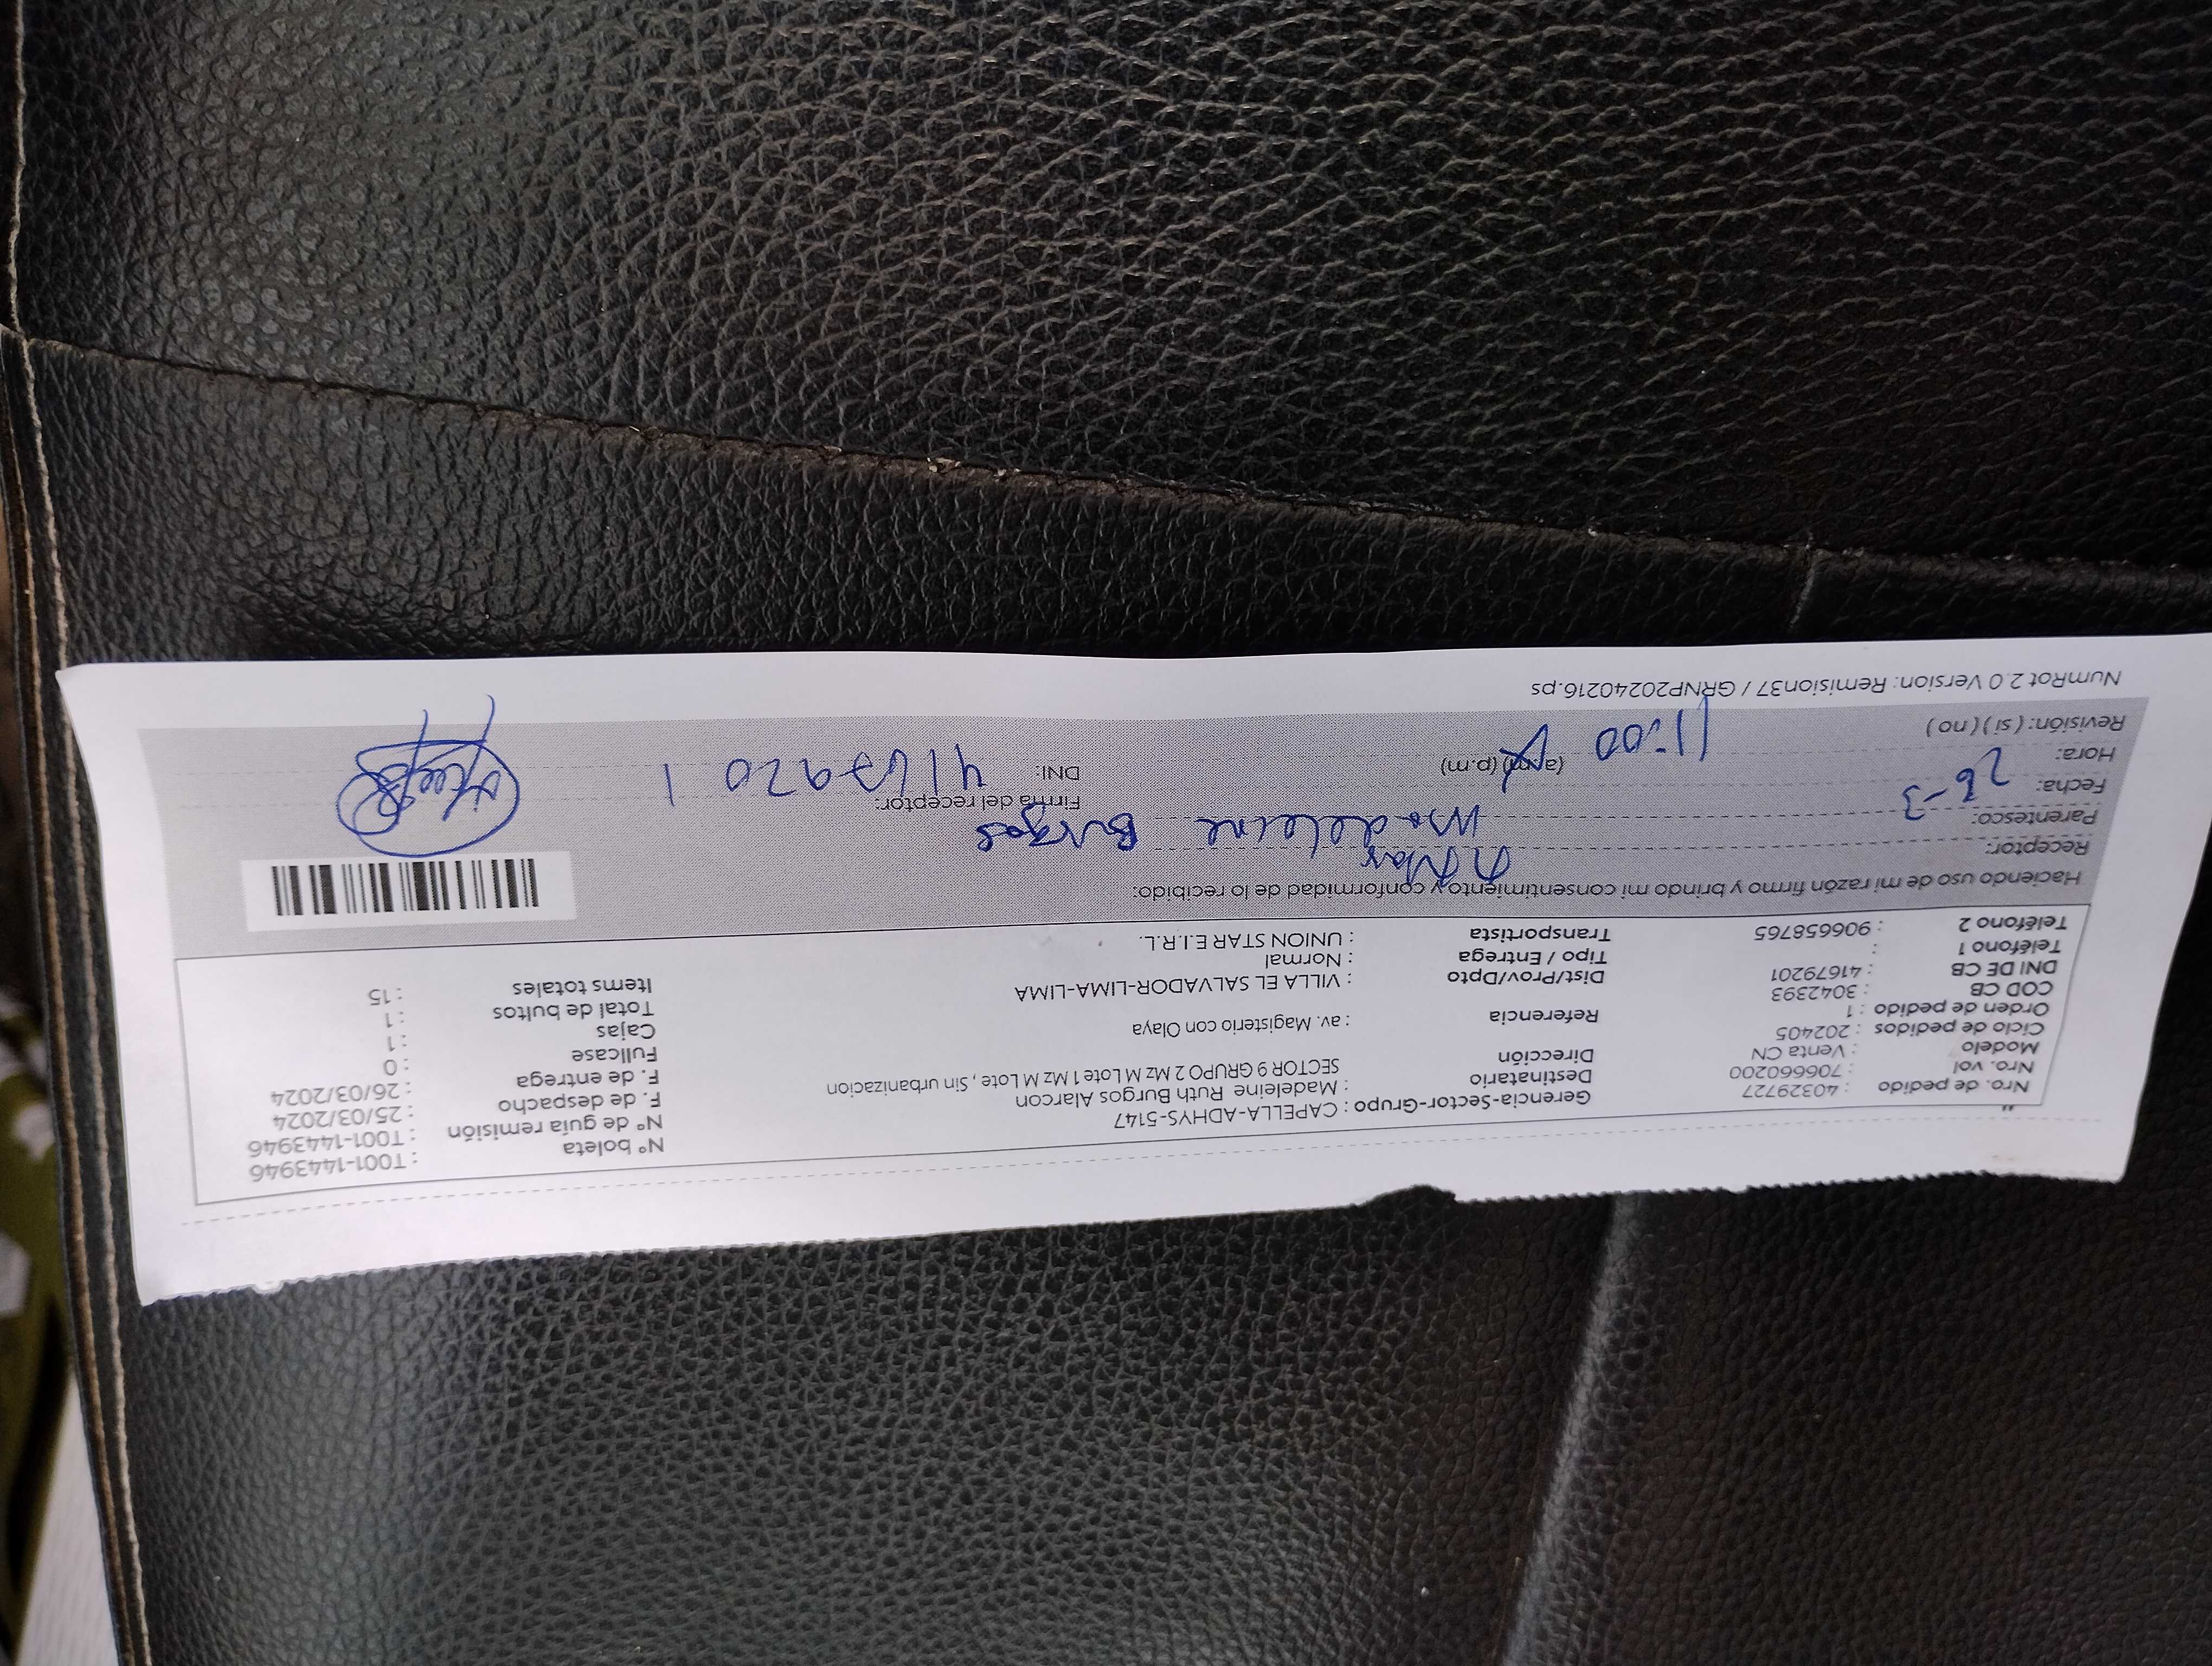 Nro. de pedido : 40329727
Nro. vol : 706660200
Modelo : Venta CN
Ciclo de pedidos : 202405
Orden de pedido : 1
COD CB : 3042393
DNI DE CB : 41679201
Teléfono 1 :
Teléfono 2 : 906658765
Gerencia-Sector-Grupo : CAPELLA-ADHYS-5147
Destinatario : Madeleine Ruth Burgos Alarcon
Dirección SECTOR 9 GRUPO 2 Mz M Lote 1 Mz M Lote , Sin urbanizacion
Referencia : av. Magisterio con Olaya
Dist/Prov/Dpto : VILLA EL SALVADOR-LIMA-LIMA
Tipo / Entrega : Normal
Transportista : UNION STAR E.I.R.L.
N° boleta : T001-1443946
N° de guía remisión : T001-1443946
F. de despacho : 25/03/2024
F. de entrega : 26/03/2024
Fullcase : 0
Cajas : 1
Total de bultos : 1
Items totales : 15
Haciendo uso de mi razón firmo y brindo mi consentimiento y conformidad de lo recibido:
Receptor:
Parentesco: Madeleine Burgos
Fecha: 26-3
Firma del receptor:
Hora: 11:00 (a.m) (p.m)
DNI: 41679201
Revisión: ( si ) ( no )
NumRot 2.0 Version: Remision37 / GRNP20240216.ps